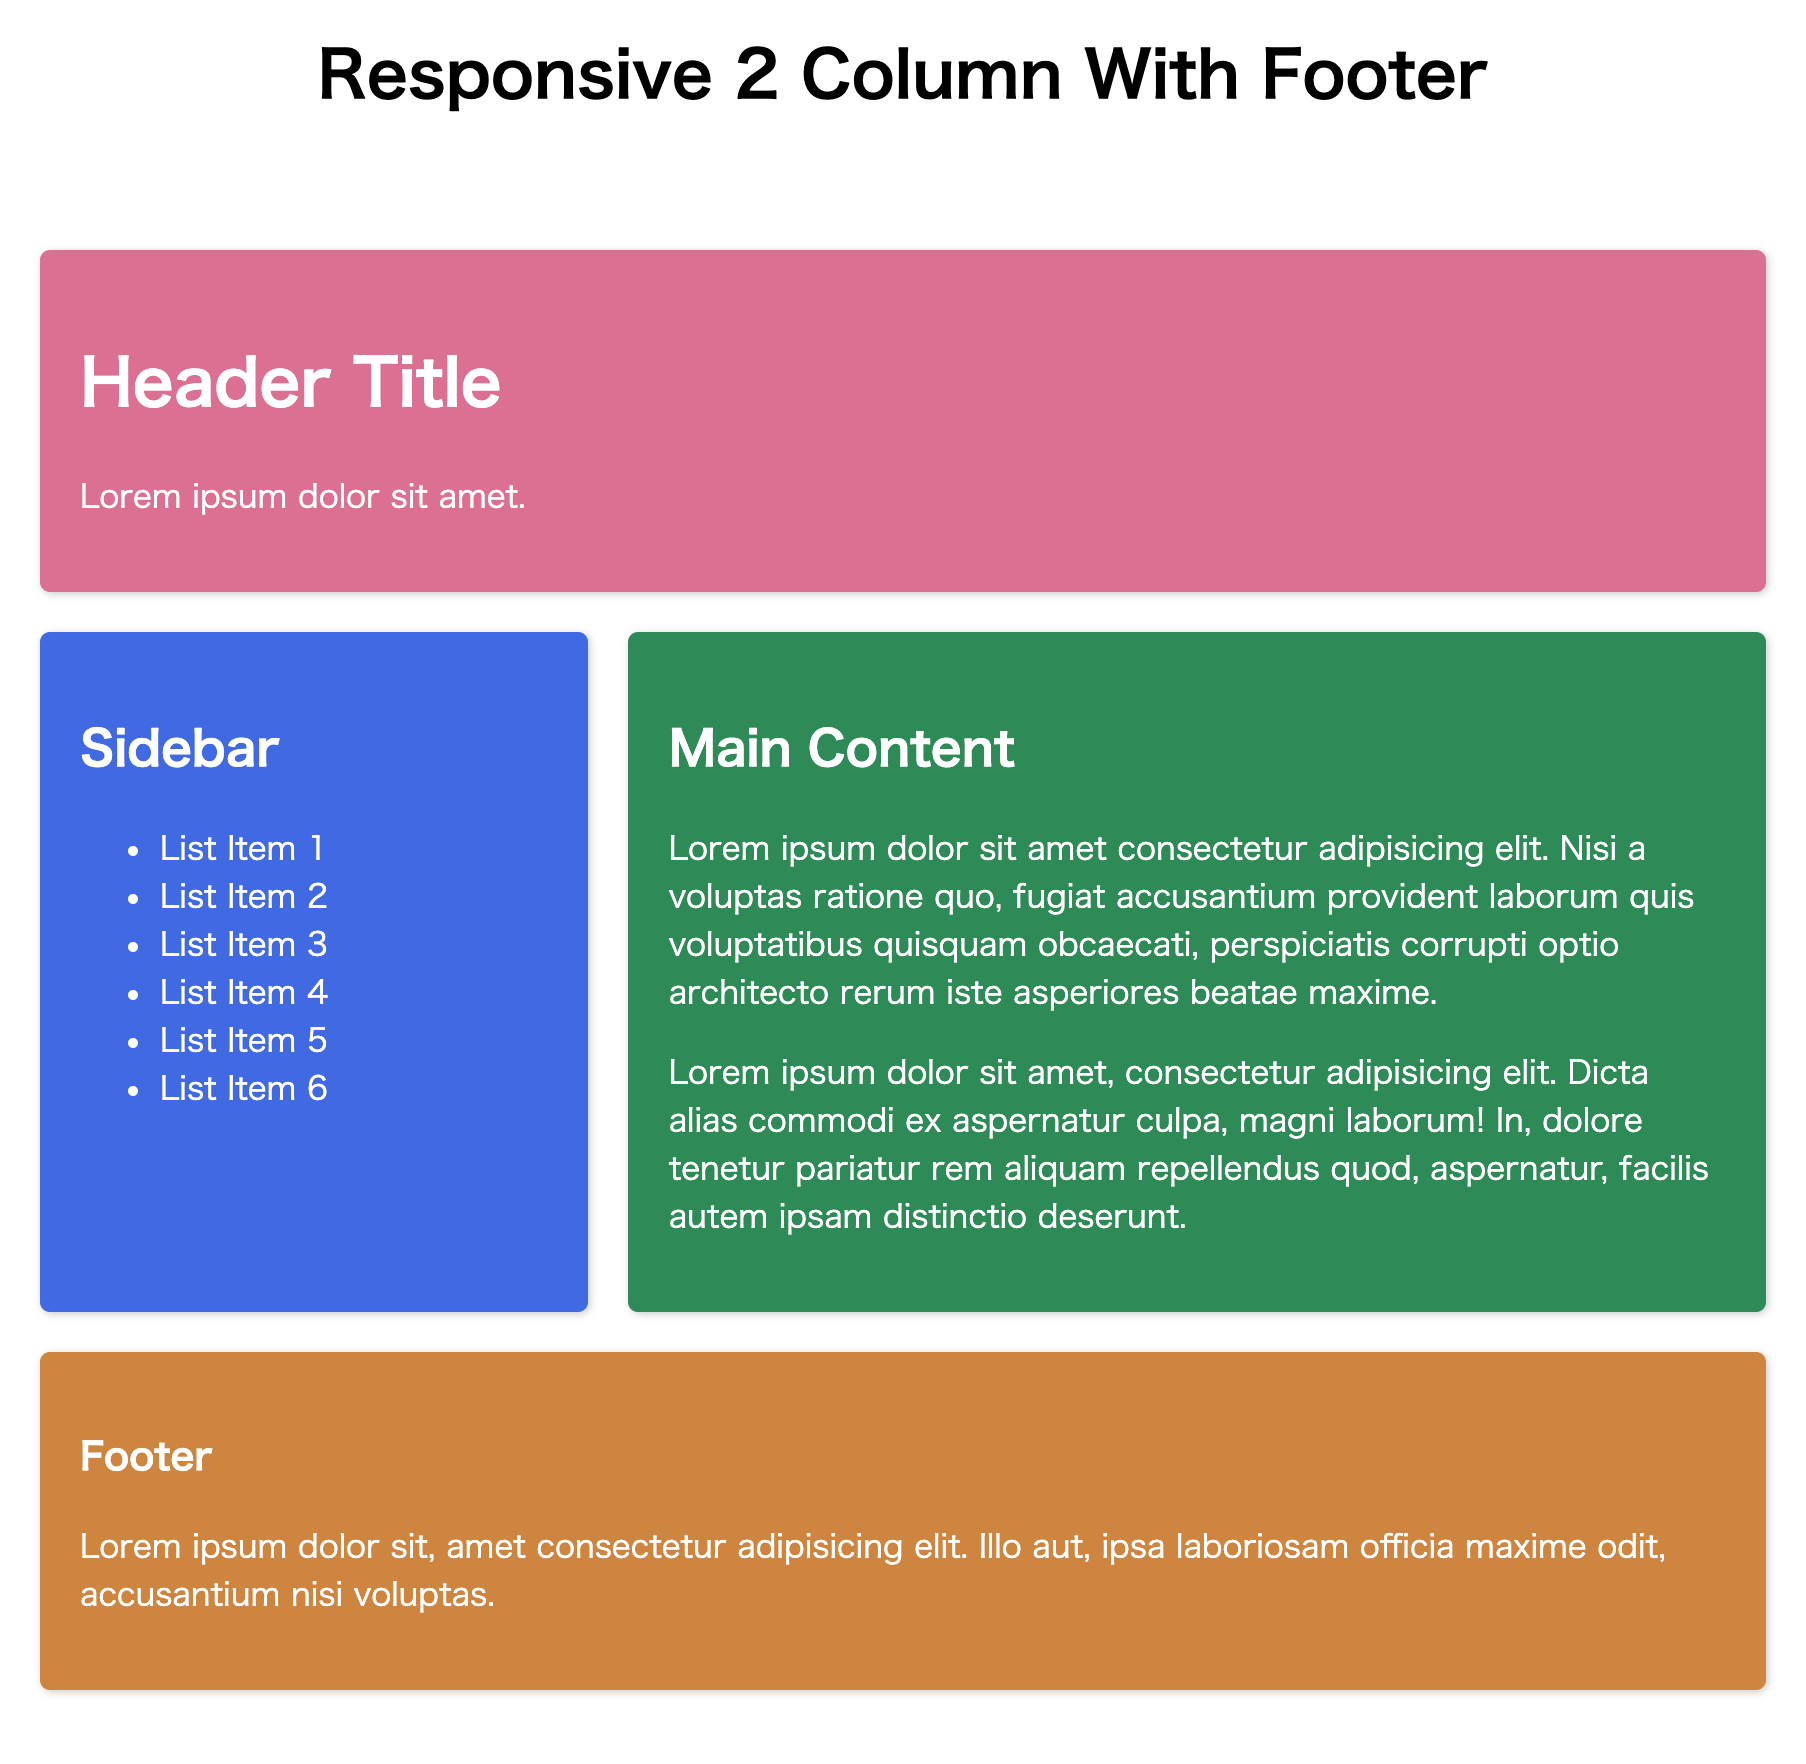 Responsive 2 Column With Footer
Header Title
Lorem ipsum dolor sit amet.
Sidebar
• List Item 1
• List Item 2
• List Item 3
• List Item 4
• List Item 5
• List Item 6
Main Content
Lorem ipsum dolor sit amet consectetur adipisicing elit. Nisi a
voluptas ratione quo, fugiat accusantium provident laborum quis
voluptatibus quisquam obcaecati, perspiciatis corrupti optio
architecto rerum iste asperiores beatae maxime.
Lorem ipsum dolor sit amet, consectetur adipisicing elit. Dicta
alias commodi ex aspernatur culpa, magni laborum! In, dolore
tenetur pariatur rem aliquam repellendus quod, aspernatur, facilis
autem ipsam distinctio deserunt.
Footer
Lorem ipsum dolor sit, amet consectetur adipisicing elit. Illo aut, ipsa laboriosam officia maxime odit,
accusantium nisi voluptas.